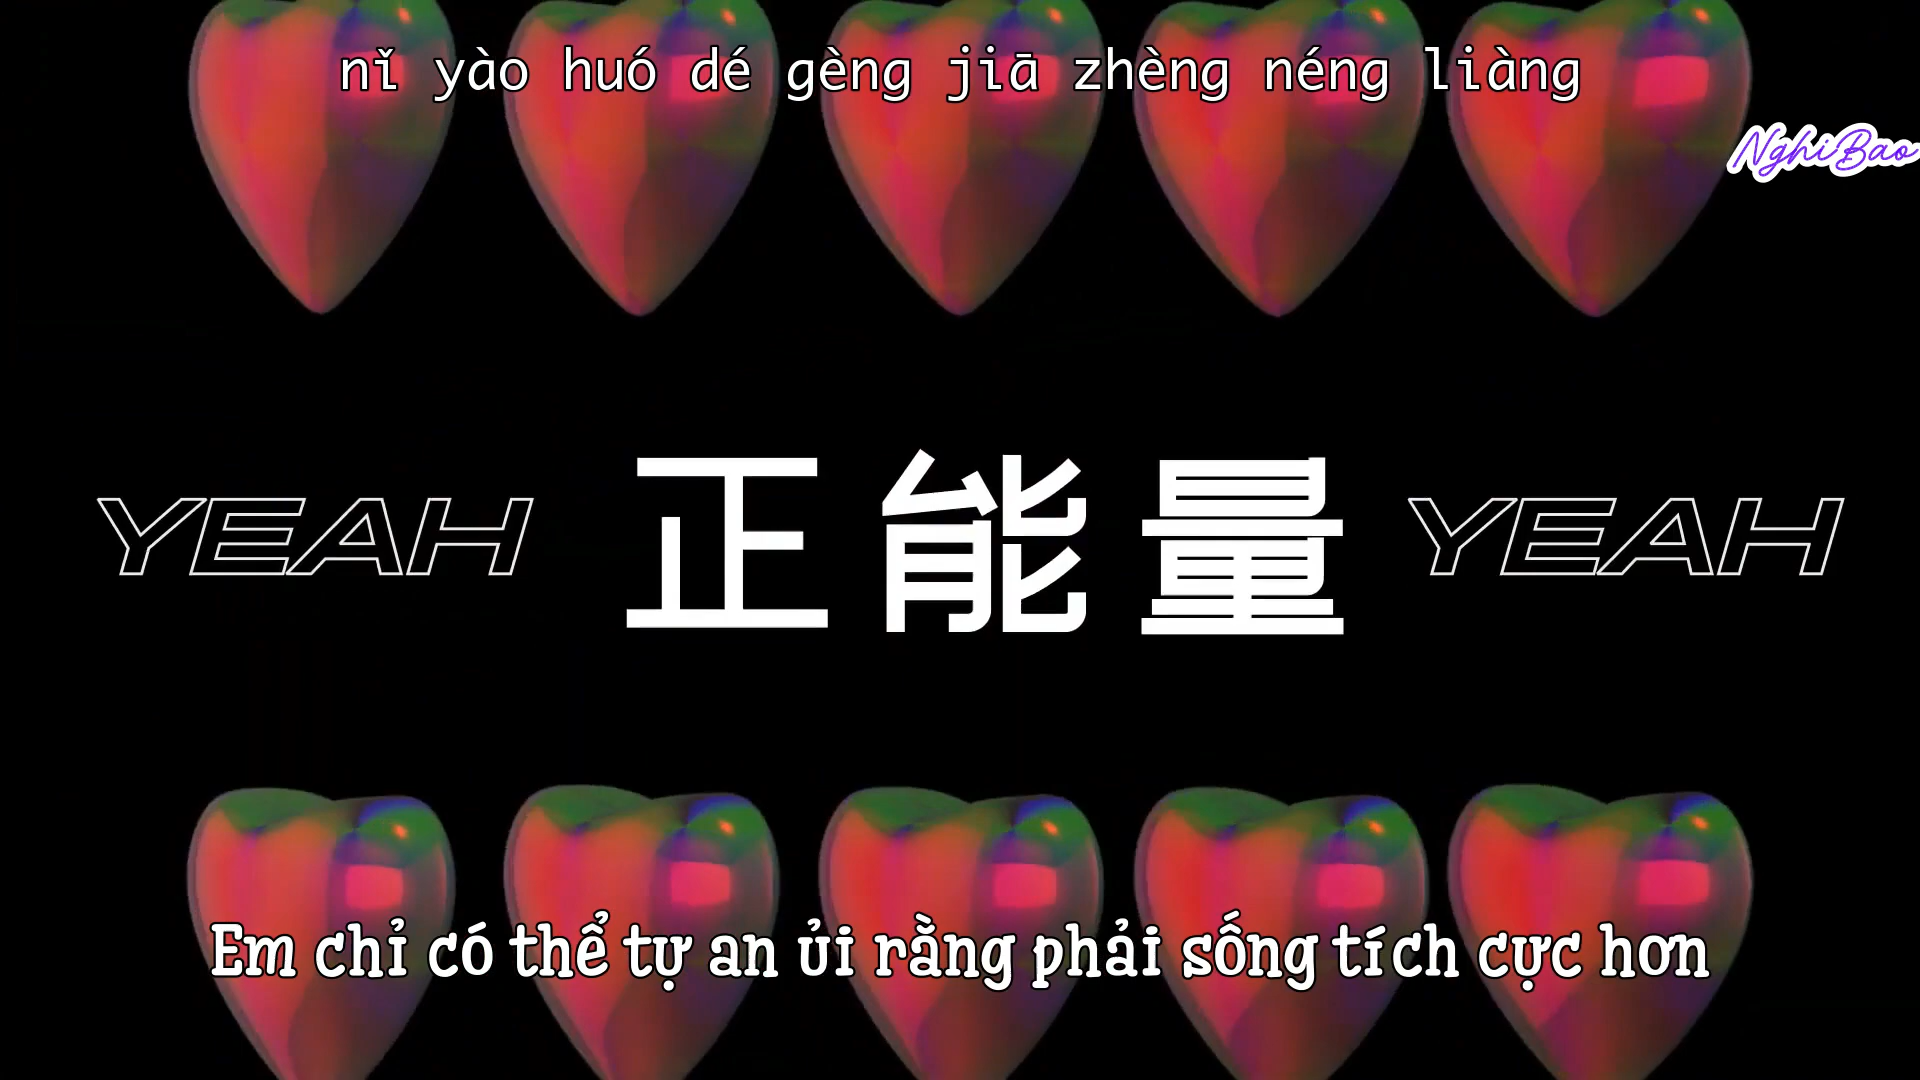 nǐ yào huó dé gèng jiā zhèng néng liàng
NghiBao
YEAH 正能量 YEAH
Em chỉ có thể tự an ủi rằng phải sống tích cực hơn